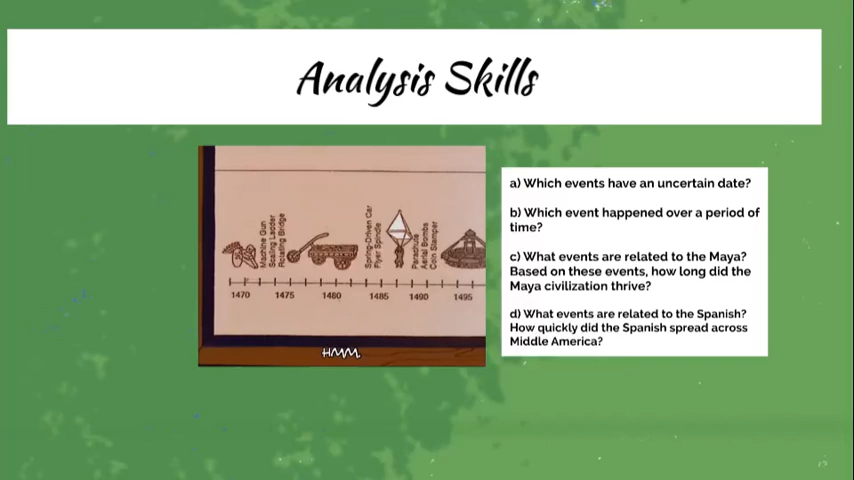 Analysis Skills
Machine Gun
Scaling Ladder
Rotating Bridge
Spring-Driven Car
Flyer Spindle
Parachute
Aerial Bombs
Coin Stamper
1470 1475 1480 1485 1490 1495
HMM
a) Which events have an uncertain date?
b) Which event happened over a period of
time?
c) What events are related to the Maya?
Based on these events, how long did the
Maya civilization thrive?
d) What events are related to the Spanish?
How quickly did the Spanish spread across
Middle America?